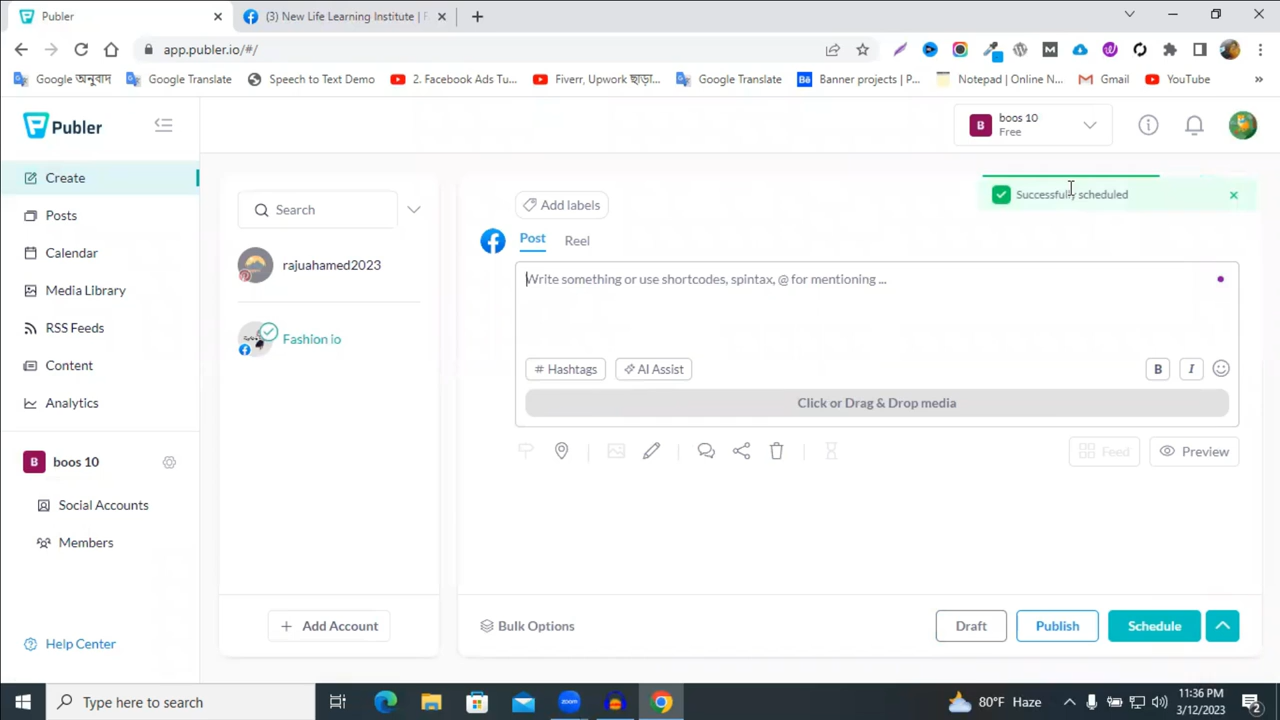 Publer
(3) New Life Learning Institute | F
app.publer.io/#/
Google অনুবাদ
Google Translate
Speech to Text Demo
2. Facebook Ads Tu...
Fiverr, Upwork ছাড়া...
Google Translate
Banner projects | P...
Notepad | Online N...
Gmail
YouTube
Publer
B
boos 10
Free
Create
Posts
Calendar
Media Library
RSS Feeds
Content
Analytics
B
boos 10
Social Accounts
Members
Help Center
Search
rajuahamed2023
Fashion io
Add Account
Add labels
Successfully scheduled
Post
Reel
Write something or use shortcodes, spintax, @ for mentioning ...
# Hashtags
AI Assist
B
I
Click or Drag & Drop media
Feed
Preview
Bulk Options
Draft
Publish
Schedule
Type here to search
zoom
80°F Haze
11:36 PM
3/12/2023
2